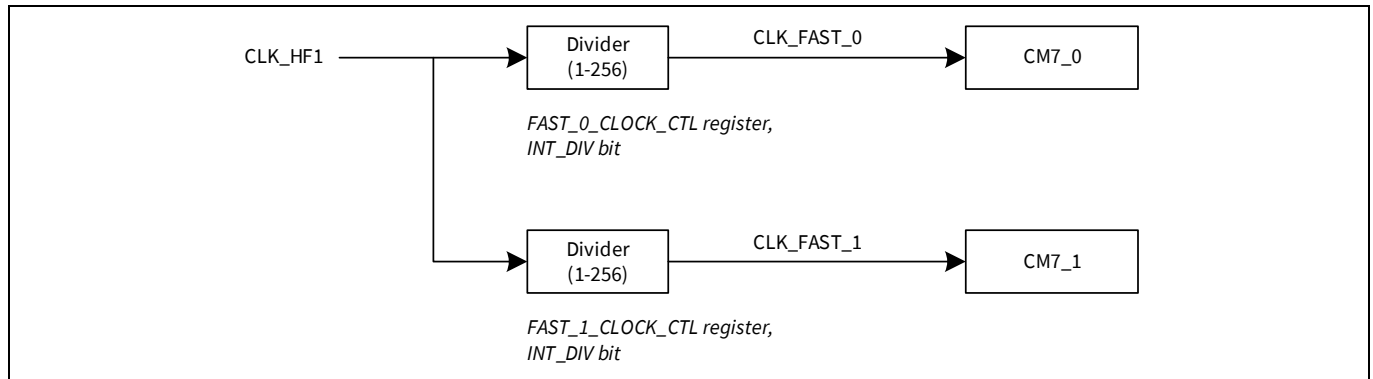 CLK_HF1
Divider
(1-256)
CLK_FAST_0
CM7_0
FAST_0_CLOCK_CTL register,
INT_DIV bit
Divider
(1-256)
CLK_FAST_1
CM7_1
FAST_1_CLOCK_CTL register,
INT_DIV bit